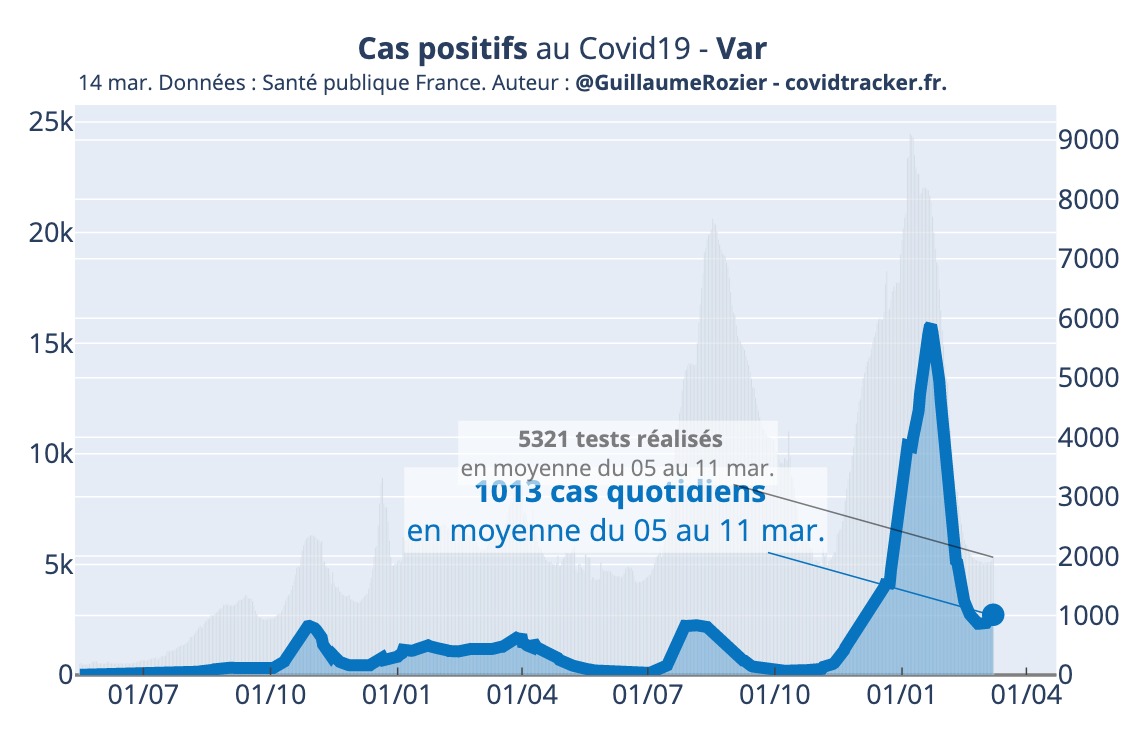 Cas positifs au Covid19 - Var
14 mar. Données : Santé publique France. Auteur : @GuillaumeRozier - covidtracker.fr.
25k
20k
15k
10k
5k
0
9000
8000
7000
6000
5000
4000
3000
2000
1000
0
5321 tests réalisés
en moyenne du 05 au 11 mar.
1013 cas quotidiens
en moyenne du 05 au 11 mar.
01/07 01/10 01/01 01/04 01/07 01/10 01/01 01/04